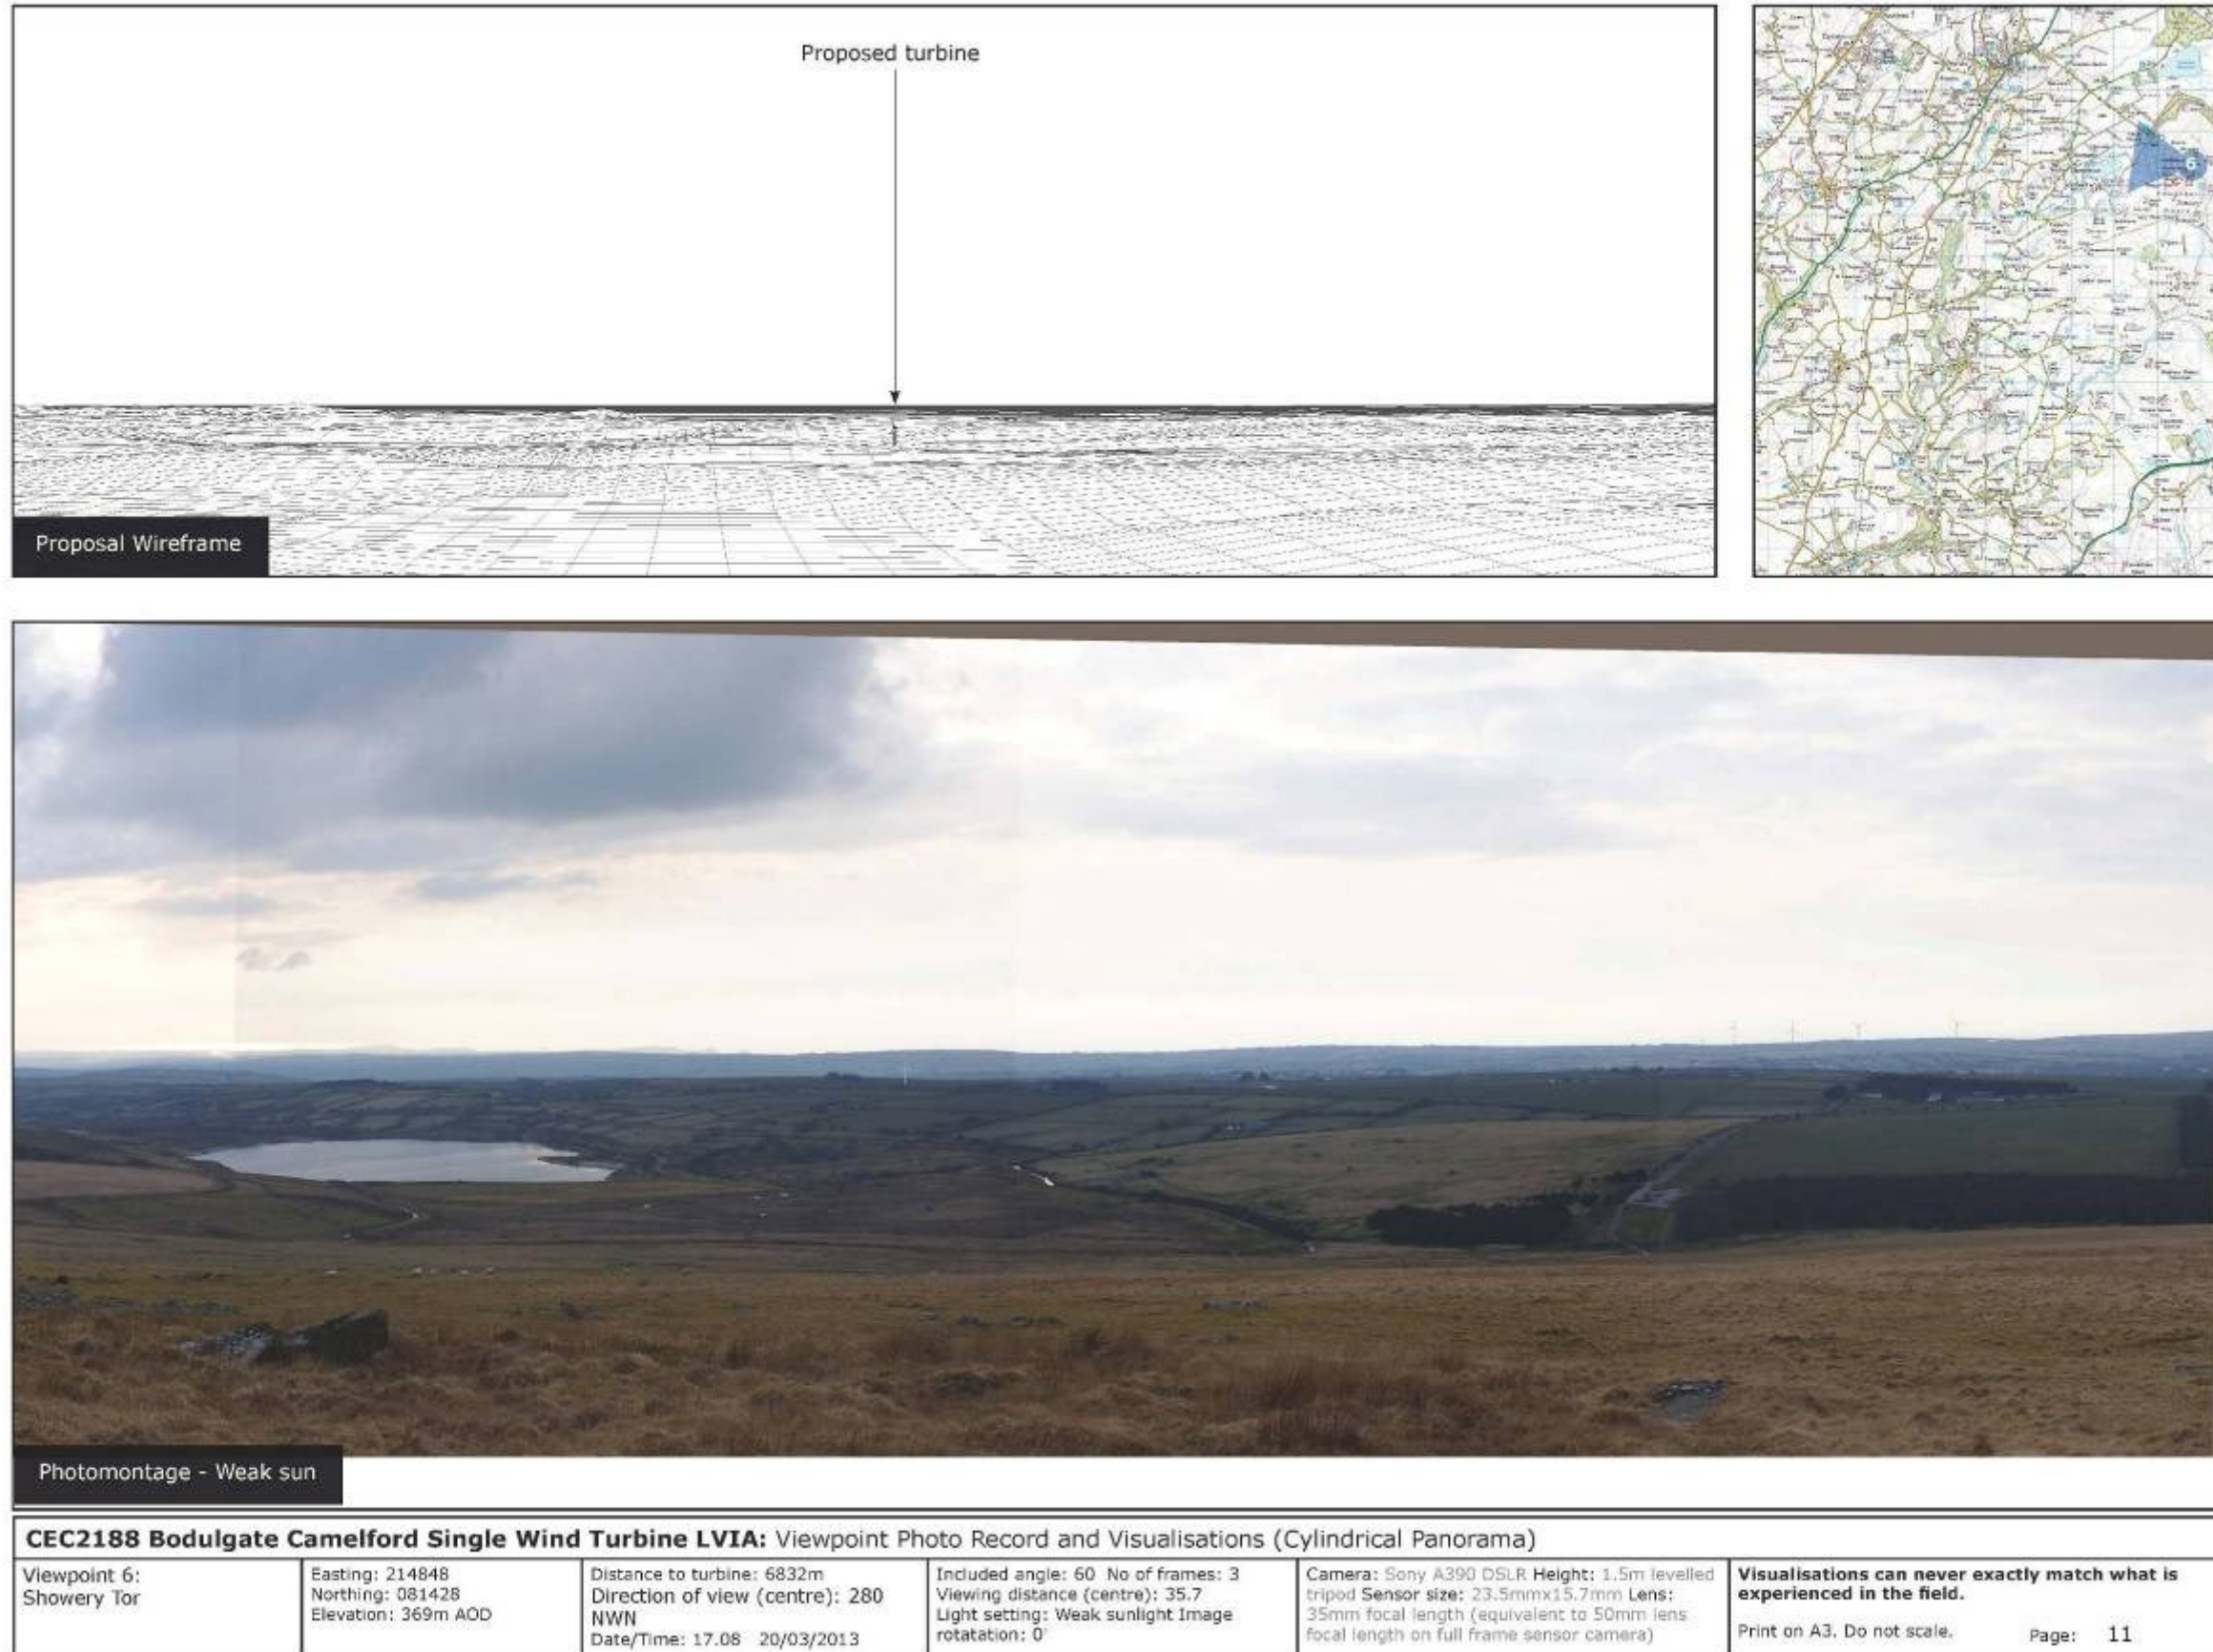 Proposed turbine
Proposal Wireframe
6
Photomontage - Weak sun
CEC2188 Bodulgate Camelford Single Wind Turbine LVIA: Viewpoint Photo Record and Visualisations (Cylindrical Panorama)
Viewpoint 6:
Showery Tor
Easting: 214848
Northing: 081428
Elevation: 369m AOD
Distance to turbine: 6832m
Direction of view (centre): 280
NWN
Date/Time: 17.08 20/03/2013
Included angle: 60 No of frames: 3
Viewing distance (centre): 35.7
Light setting: Weak sunlight Image
rotatation: 0°
Camera: Sony A390 DSLR Height: 1.5m levelled
tripod Sensor size: 23.5mmx15.7mm Lens:
35mm focal length (equivalent to 50mm lens
focal length on full frame sensor camera)
Visualisations can never exactly match what is
experienced in the field.
Print on A3. Do not scale.
Page: 11